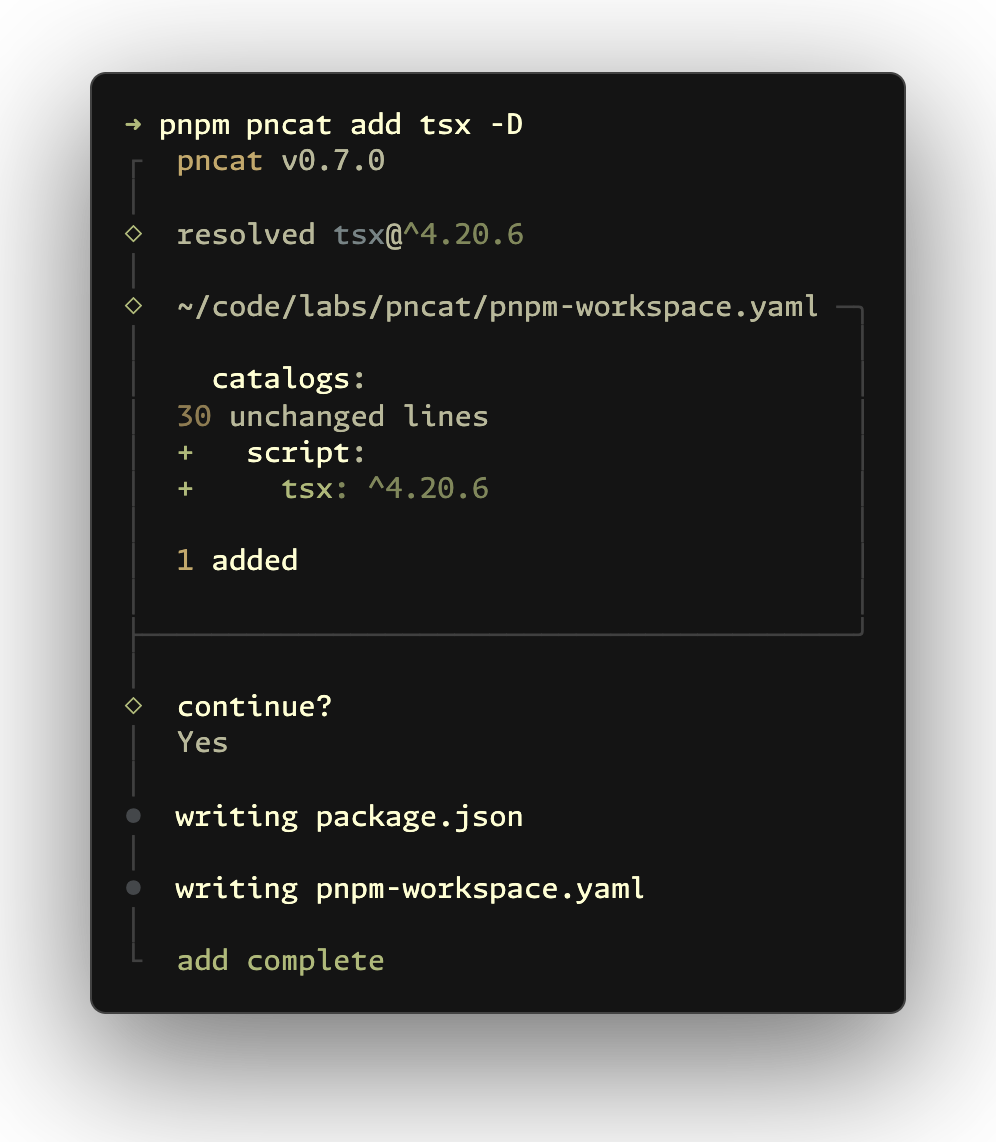 ➜ pnpm pncat add tsx -D
pncat v0.7.0
resolved tsx@^4.20.6
~/code/labs/pncat/pnpm-workspace.yaml
catalogs:
30 unchanged lines
+ script:
+ tsx: ^4.20.6
1 added
continue?
Yes
writing package.json
writing pnpm-workspace.yaml
add complete